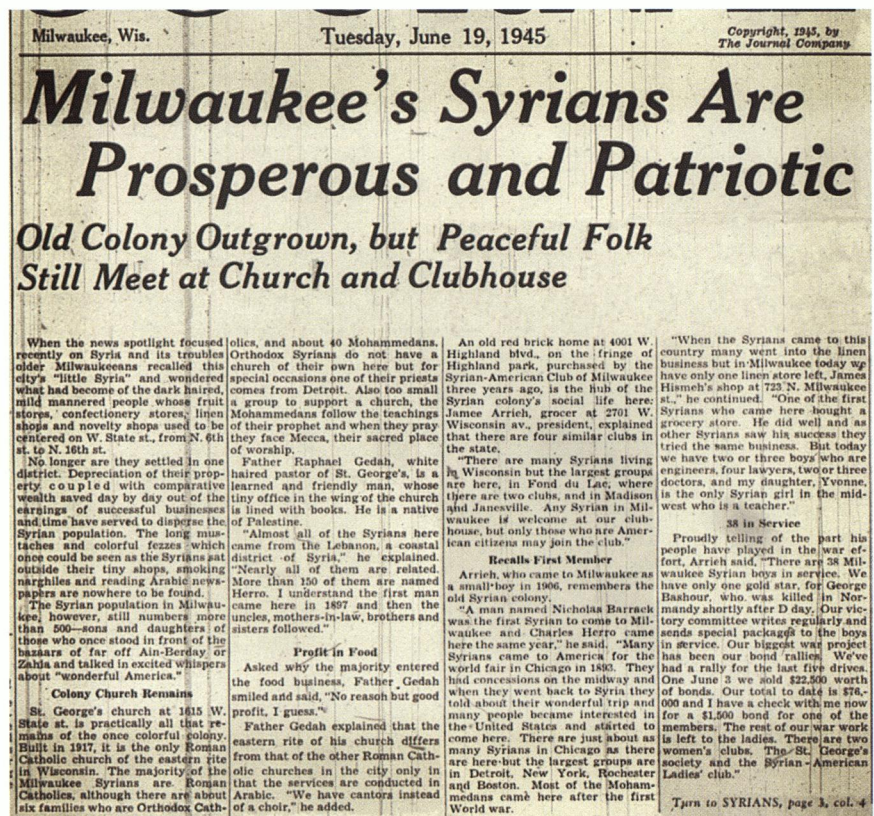 Milwaukee, Wis.
Tuesday, June 19, 1945
Copyright, 1945, by
The Journal Company
Milwaukee's Syrians Are
Prosperous and Patriotic
Old Colony Outgrown, but Peaceful Folk
Still Meet at Church and Clubhouse
When the news spotlight focused
recently on Syria and its troubles
older Milwaukeeans recalled this
city's "little Syria" and wondered
what had become of the dark haired,
mild mannered people whose fruit
stores, confectionery stores, linen
shops and novelty shops used to be
centered on W. State st., from N. 6th
st. to N. 16th st.
No longer are they settled in one
district. Depreciation of their prop-
erty coupled with comparative
wealth saved day by day out of the
earnings of successful businesses
and time have served to disperse the
Syrian population. The long mus-
taches and colorful fezzes which
once could be seen as the Syrians sat
outside their tiny shops, smoking
narghiles and reading Arabic news-
papers are nowhere to be found.
The Syrian population in Milwau-
kee, however, still numbers more
than 500—sons and daughters of
those who once stood in front of the
bazaars of far off Ain-Berday or
Zahla and talked in excited whispers
about "wonderful America."
Colony Church Remains
St. George's church at 1615 W.
State st. is practically all that re-
mains of the once colorful colony.
Built in 1917, it is the only Roman
Catholic church of the eastern rite
in Wisconsin. The majority of the
Milwaukee Syrians are Roman
Catholics, although there are about
six families who are Orthodox Cath-
olics, and about 40 Mohammedans.
Orthodox Syrians do not have a
church of their own here but for
special occasions one of their priests
comes from Detroit. Also too small
a group to support a church, the
Mohammedans follow the teachings
of their prophet and when they pray
they face Mecca, their sacred place
of worship.
Father Raphael Gedah, white
haired pastor of St. George's, is a
learned and friendly man, whose
tiny office in the wing of the church
is lined with books. He is a native
of Palestine.
"Almost all of the Syrians here
came from the Lebanon, a coastal
district of Syria," he explained.
"Nearly all of them are related.
More than 150 of them are named
Herro. I understand the first man
came here in 1897 and then the
uncles, mothers-in-law, brothers and
sisters followed."
Profit in Food
Asked why the majority entered
the food business, Father Gedah
smiled and said, "No reason but good
profit, I guess."
Father Gedah explained that the
eastern rite of his church differs
from that of the other Roman Cath-
olic churches in the city only in
that the services are conducted in
Arabic. "We have cantors instead
of a choir," he added.
An old red brick home at 4001 W.
Highland blvd., on the fringe of
Highland park, purchased by the
Syrian-American Club of Milwaukee
three years ago, is the hub of the
Syrian colony's social life here.
James Arrich, grocer at 2701 W.
Wisconsin av., president, explained
that there are four similar clubs in
the state.
"There are many Syrians living
in Wisconsin but the largest groups
are here, in Fond du Lac, where
there are two clubs, and in Madison
and Janesville. Any Syrian in Mil-
waukee is welcome at our club-
house, but only those who are Amer-
ican citizens may join the club."
Recalls First Member
Arrich, who came to Milwaukee as
a small boy in 1906, remembers the
old Syrian colony.
"A man named Nicholas Barrack
was the first Syrian to come to Mil-
waukee and Charles Herro came
here the same year," he said. "Many
Syrians came to America for the
world fair in Chicago in 1893. They
had concessions on the midway and
when they went back to Syria they
told about their wonderful trip and
many people became interested in
the United States and started to
come here. There are just about as
many Syrians in Chicago as there
are here but the largest groups are
in Detroit, New York, Rochester
and Boston. Most of the Moham-
medans came here after the first
World war.
"When the Syrians came to this
country many went into the linen
business but in Milwaukee today we
have only one linen store left, James
Hismeh's shop at 723 N. Milwaukee
st.," he continued. "One of the first
Syrians who came here bought a
grocery store. He did well and as
other Syrians saw his success they
tried the same business. But today
we have two or three boys who are
engineers, four lawyers, two or three
doctors, and my daughter, Yvonne,
is the only Syrian girl in the mid-
west who is a teacher."
38 in Service
Proudly telling of the part his
people have played in the war ef-
fort, Arrich said, "There are 38 Mil-
waukee Syrian boys in service. We
have only one gold star, for George
Bashour, who was killed in Nor-
mandy shortly after D day. Our vic-
tory committee writes regularly and
sends special packages to the boys
in service. Our biggest war project
has been our bond rallies. We've
had a rally for the last five drives.
One June 3 we sold $22,500 worth
of bonds. Our total to date is $76,-
000 and I have a check with me now
for a $1,500 bond for one of the
members. The rest of our war work
is left to the ladies. There are two
women's clubs, The St. George's
society and the Syrian-American
Ladies' club."
Turn to SYRIANS, page 3, col. 4